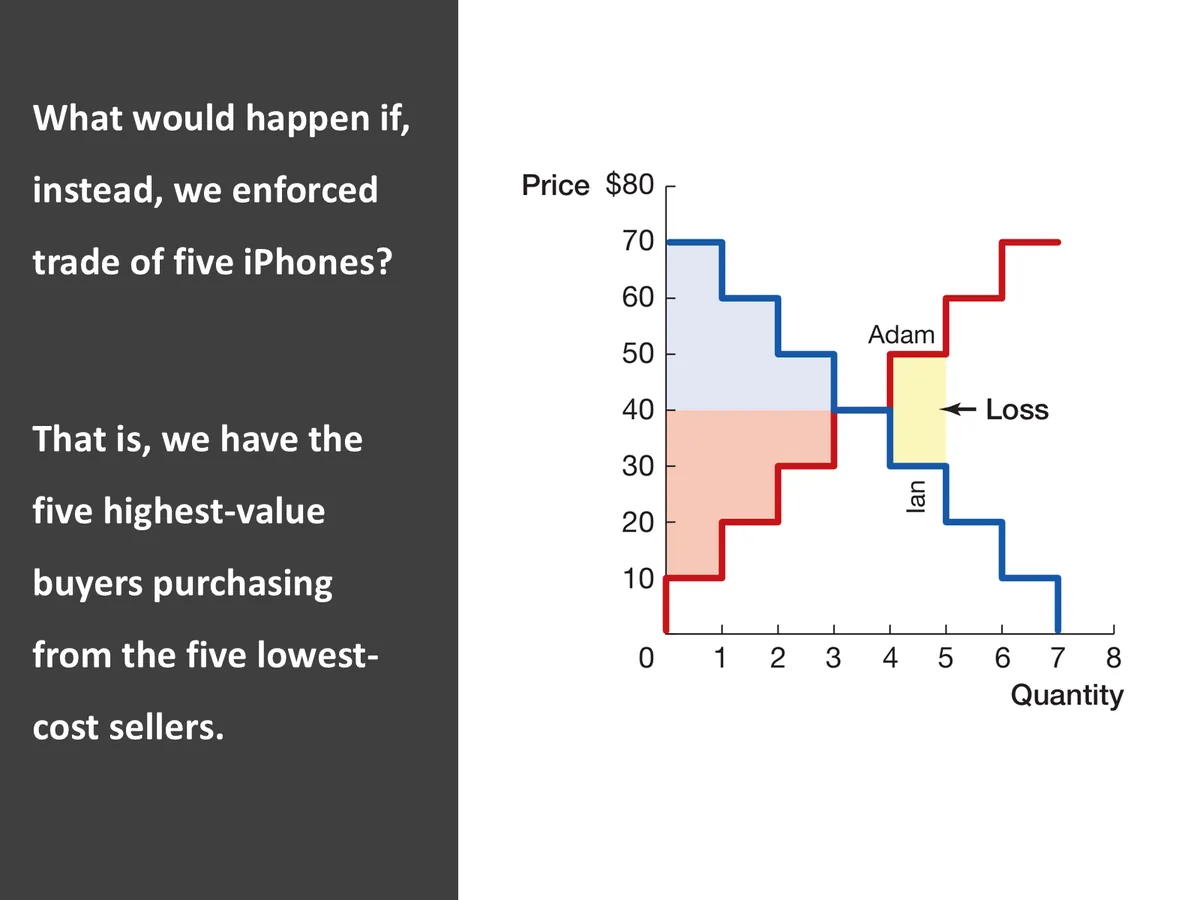 What would happen if,
instead, we enforced
trade of five iPhones?
That is, we have the
five highest-value
buyers purchasing
from the five lowest-
cost sellers.
Price $80
70
60
50
40
30
20
10
Adam
Loss
Ian
0 1 2 3 4 5 6 7 8
Quantity